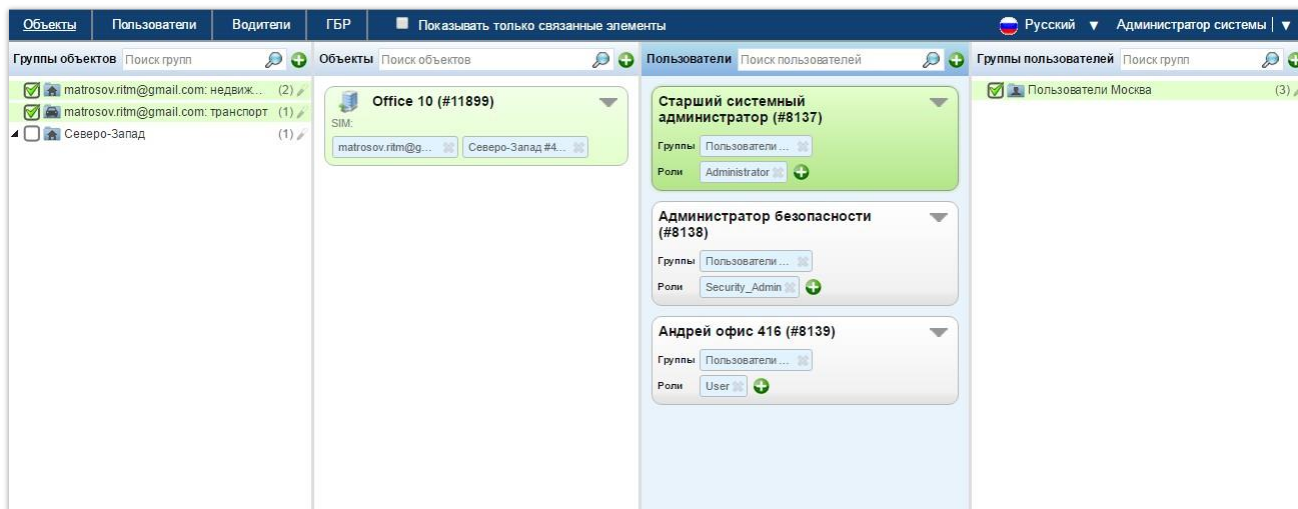 Объекты Пользователи Водители ГБР Показывать только связанные элементы Русский Администратор системы
Группы объектов Поиск групп
matrosov.ritm@gmail.com: недвиж... (2)
matrosov.ritm@gmail.com: транспорт (1)
Северо-Запад (1)
Объекты Поиск объектов
Office 10 (#11899)
SIM:
matrosov.ritm@g... Северо-Запад #4...
Пользователи Поиск пользователей
Старший системный
администратор (#8137)
Группы Пользователи ...
Роли Administrator
Администратор безопасности
(#8138)
Группы Пользователи ...
Роли Security_Admin
Андрей офис 416 (#8139)
Группы Пользователи ...
Роли User
Группы пользователей Поиск групп
Пользователи Москва (3)